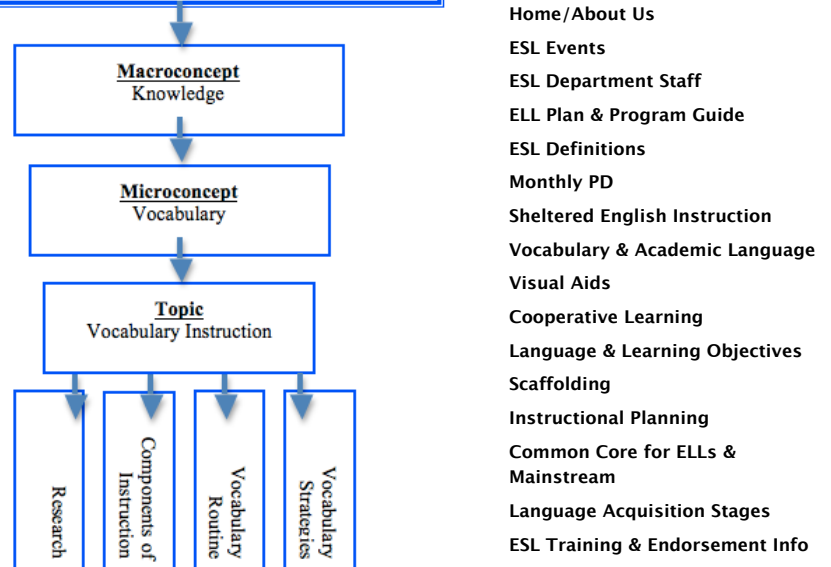 Macroconcept
Knowledge
Microconcept
Vocabulary
Topic
Vocabulary Instruction
Research
Components of
Instruction
Vocabulary
Routine
Vocabulary
Strategies
Home/About Us
ESL Events
ESL Department Staff
ELL Plan & Program Guide
ESL Definitions
Monthly PD
Sheltered English Instruction
Vocabulary & Academic Language
Visual Aids
Cooperative Learning
Language & Learning Objectives
Scaffolding
Instructional Planning
Common Core for ELLs &
Mainstream
Language Acquisition Stages
ESL Training & Endorsement Info